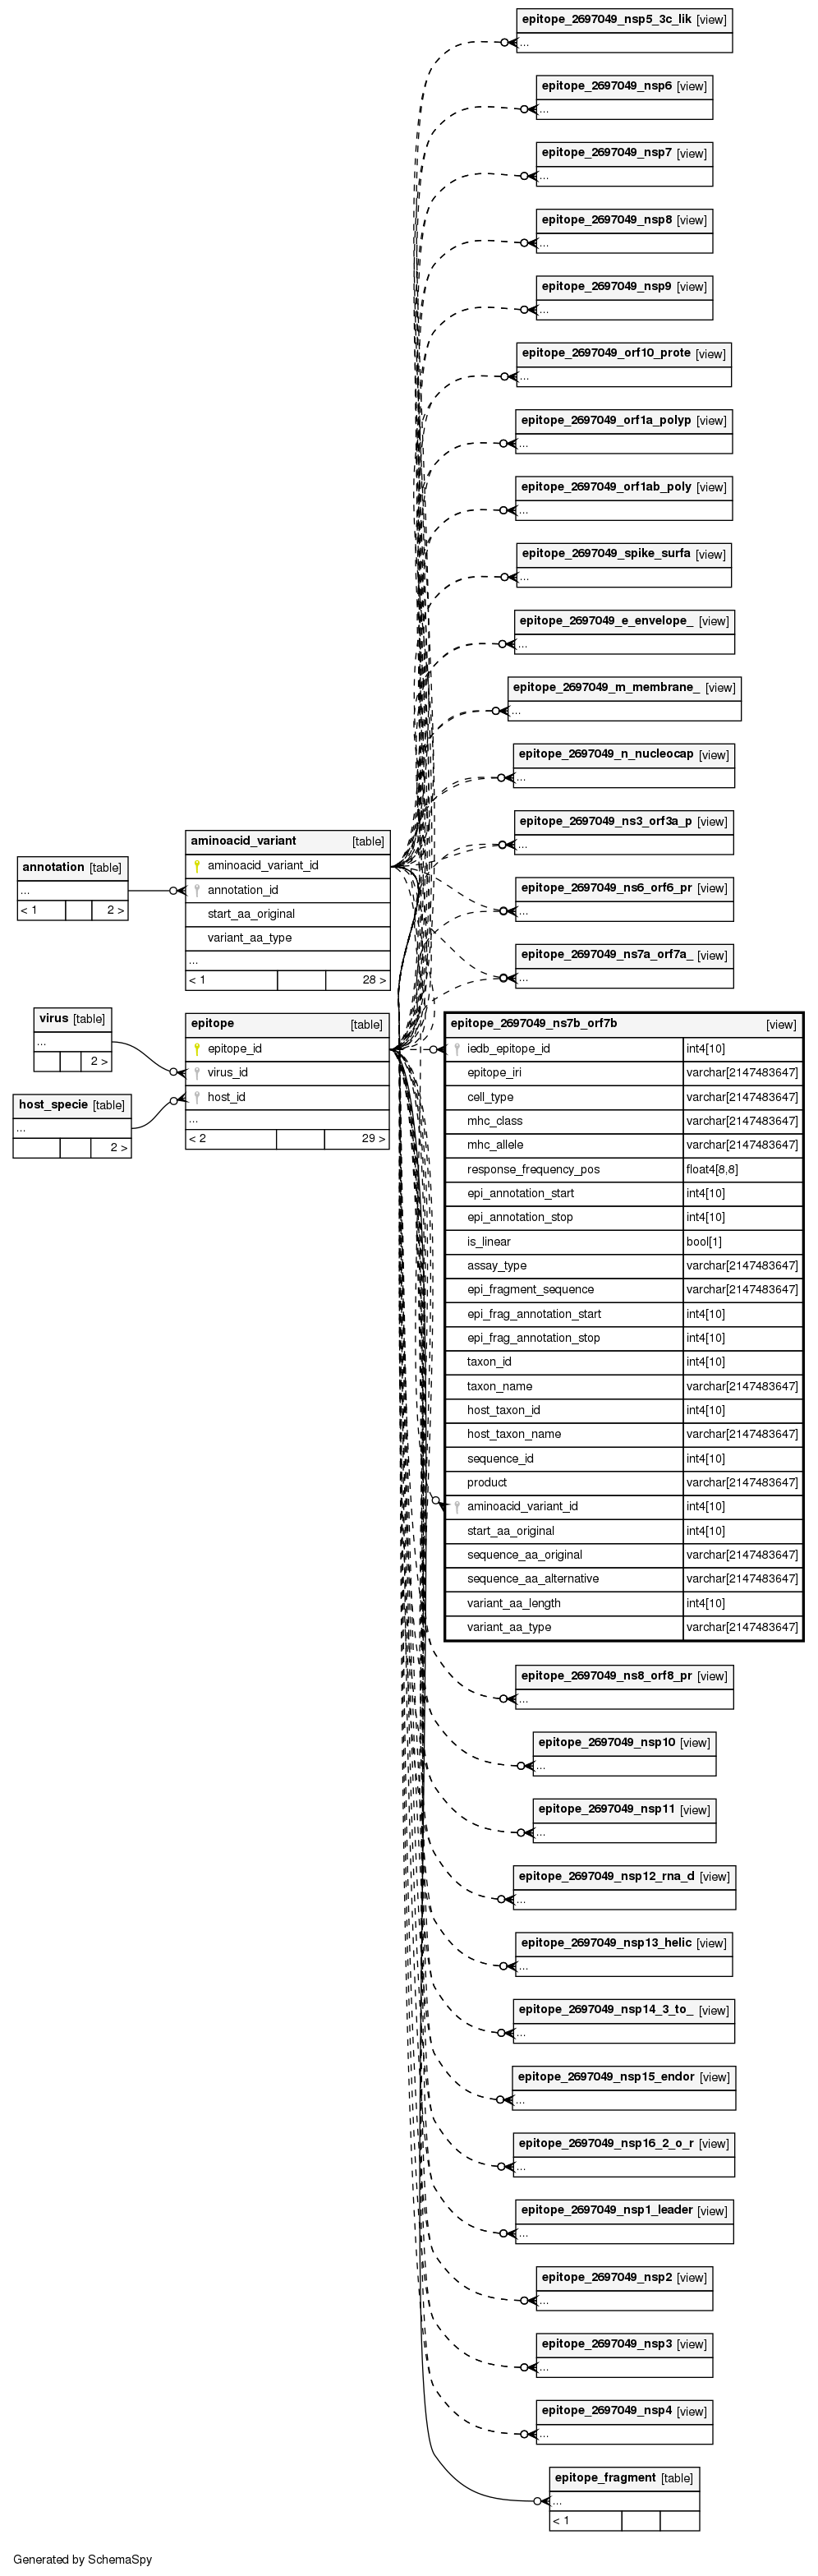 epitope_2697049_nsp5_3c_lik [view]
...
epitope_2697049_nsp6 [view]
...
epitope_2697049_nsp7 [view]
...
epitope_2697049_nsp8 [view]
...
epitope_2697049_nsp9 [view]
...
epitope_2697049_orf10_prote [view]
...
epitope_2697049_orf1a_polyp [view]
...
epitope_2697049_orf1ab_poly [view]
...
epitope_2697049_spike_surfa [view]
...
epitope_2697049_e_envelope_ [view]
...
epitope_2697049_m_membrane_ [view]
...
epitope_2697049_n_nucleocap [view]
...
epitope_2697049_ns3_orf3a_p [view]
...
epitope_2697049_ns6_orf6_pr [view]
...
epitope_2697049_ns7a_orf7a_ [view]
...
annotation [table]
...
< 1 2 >
aminoacid_variant [table]
aminoacid_variant_id
annotation_id
start_aa_original
variant_aa_type
...
< 1 28 >
virus [table]
...
2 >
host_specie [table]
...
2 >
epitope [table]
epitope_id
virus_id
host_id
...
< 2 29 >
epitope_2697049_ns7b_orf7b [view]
iedb_epitope_id int4[10]
epitope_iri varchar[2147483647]
cell_type varchar[2147483647]
mhc_class varchar[2147483647]
mhc_allele varchar[2147483647]
response_frequency_pos float4[8,8]
epi_annotation_start int4[10]
epi_annotation_stop int4[10]
is_linear bool[1]
assay_type varchar[2147483647]
epi_fragment_sequence varchar[2147483647]
epi_frag_annotation_start int4[10]
epi_frag_annotation_stop int4[10]
taxon_id int4[10]
taxon_name varchar[2147483647]
host_taxon_id int4[10]
host_taxon_name varchar[2147483647]
sequence_id int4[10]
product varchar[2147483647]
aminoacid_variant_id int4[10]
start_aa_original int4[10]
sequence_aa_original varchar[2147483647]
sequence_aa_alternative varchar[2147483647]
variant_aa_length int4[10]
variant_aa_type varchar[2147483647]
epitope_2697049_ns8_orf8_pr [view]
...
epitope_2697049_nsp10 [view]
...
epitope_2697049_nsp11 [view]
...
epitope_2697049_nsp12_rna_d [view]
...
epitope_2697049_nsp13_helic [view]
...
epitope_2697049_nsp14_3_to_ [view]
...
epitope_2697049_nsp15_endor [view]
...
epitope_2697049_nsp16_2_o_r [view]
...
epitope_2697049_nsp1_leader [view]
...
epitope_2697049_nsp2 [view]
...
epitope_2697049_nsp3 [view]
...
epitope_2697049_nsp4 [view]
...
epitope_fragment [table]
...
< 1
Generated by SchemaSpy